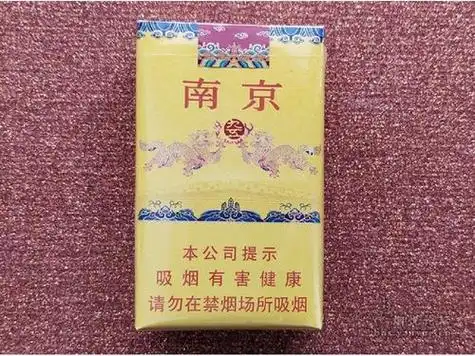 南京
本公司提示
吸烟有害健康
请勿在禁烟场所吸烟